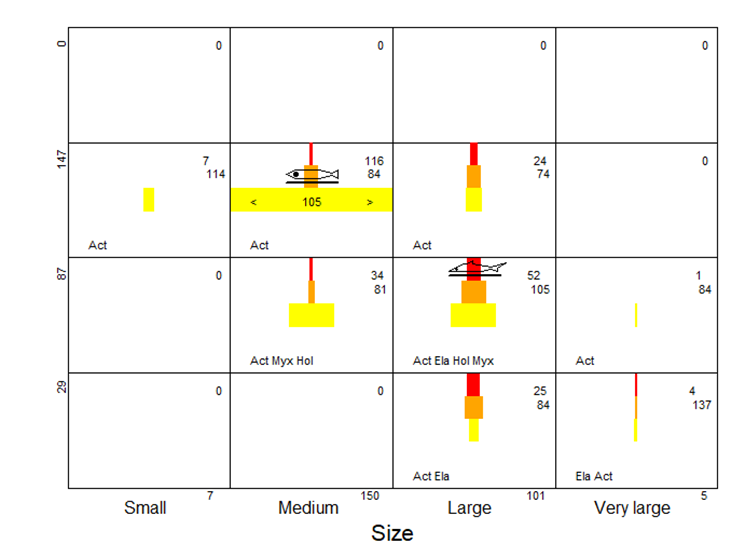 0 0 0 0 0
147 7 116 24 0
114 84 74
< 105 >
Act Act Act
87 0 34 52 1
81 105 84
Act Myx Hol Act Ela Hol Myx Act
29 0 0 25 4
84 137
Act Ela Ela Act
7 150 101 5
Small Medium Large Very large
Size